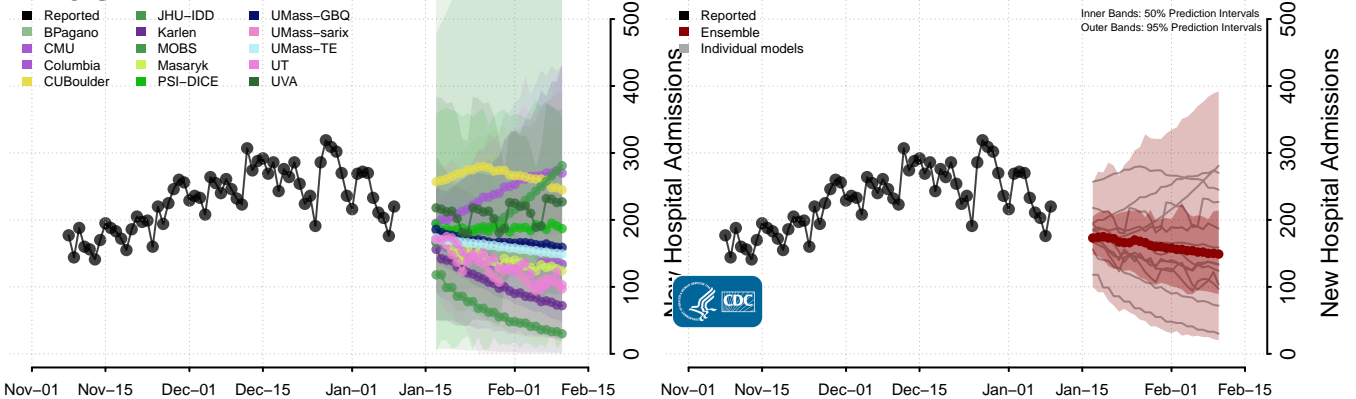 Reported
BPagano
CMU
Columbia
CUBoulder
JHU−IDD
Karlen
MOBS
Masaryk
PSI−DICE
UMass−GBQ
UMass−sarix
UMass−TE
UT
UVA
500
400
300
200
100
0
New Hospital Admissions
Nov−01
Nov−15
Dec−01
Dec−15
Jan−01
Jan−15
Feb−01
Feb−15
Reported
Ensemble
Individual models
Inner Bands: 50% Prediction Intervals
Outer Bands: 95% Prediction Intervals
CDC
500
400
300
200
100
0
New Hospital Admissions
Nov−01
Nov−15
Dec−01
Dec−15
Jan−01
Jan−15
Feb−01
Feb−15